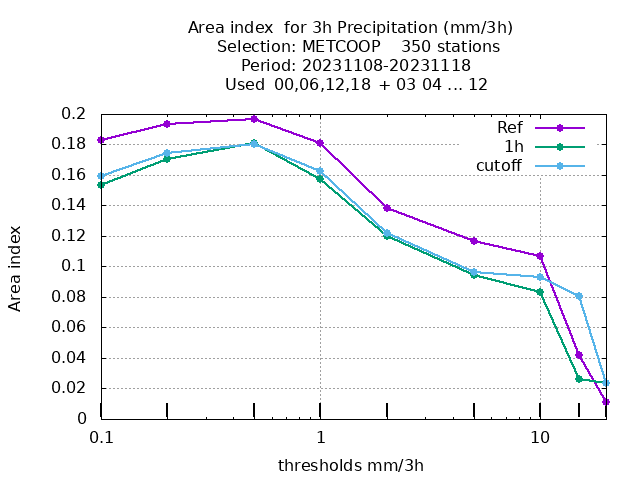 Area index  for 3h Precipitation (mm/3h)
Selection: METCOOP    350 stations
Period: 20231108-20231118
Used  00,06,12,18  + 03 04 ... 12
Ref
1h
cutoff
0.2
0.18
0.16
0.14
0.12
0.1
0.08
0.06
0.04
0.02
0
Area index
0.1 1 10
thresholds mm/3h